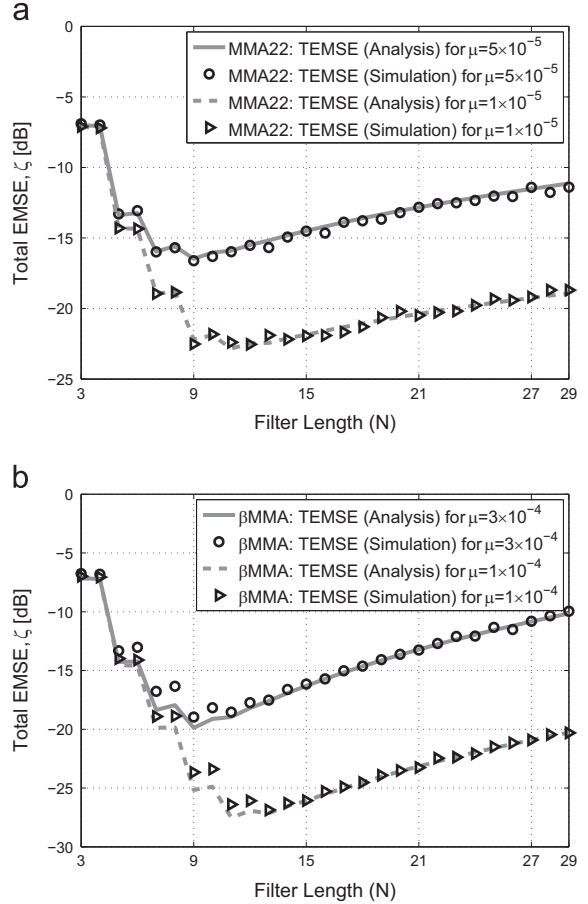 a
0
−5
−10
−15
−20
−25
Total EMSE, ζ [dB]
MMA22: TEMSE (Analysis) for μ=5×10⁻⁵
MMA22: TEMSE (Simulation) for μ=5×10⁻⁵
MMA22: TEMSE (Analysis) for μ=1×10⁻⁵
MMA22: TEMSE (Simulation) for μ=1×10⁻⁵
3 9 15 21 27 29
Filter Length (N)
b
0
−5
−10
−15
−20
−25
−30
Total EMSE, ζ [dB]
βMMA: TEMSE (Analysis) for μ=3×10⁻⁴
βMMA: TEMSE (Simulation) for μ=3×10⁻⁴
βMMA: TEMSE (Analysis) for μ=1×10⁻⁴
βMMA: TEMSE (Simulation) for μ=1×10⁻⁴
3 9 15 21 27 29
Filter Length (N)